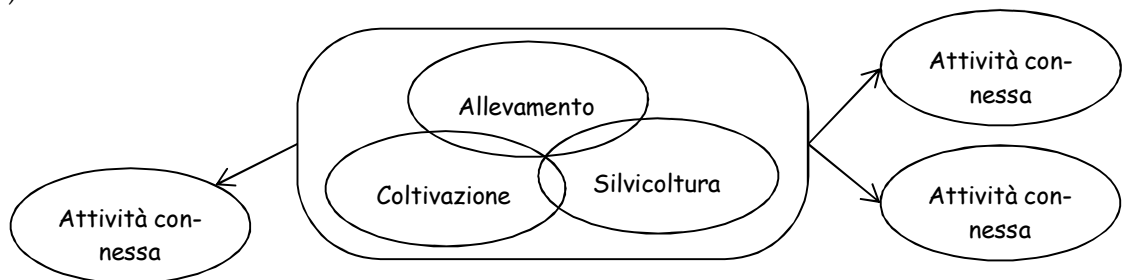 )
Allevamento
Coltivazione
Silvicoltura
Attività con-
nessa
Attività con-
nessa
Attività con-
nessa